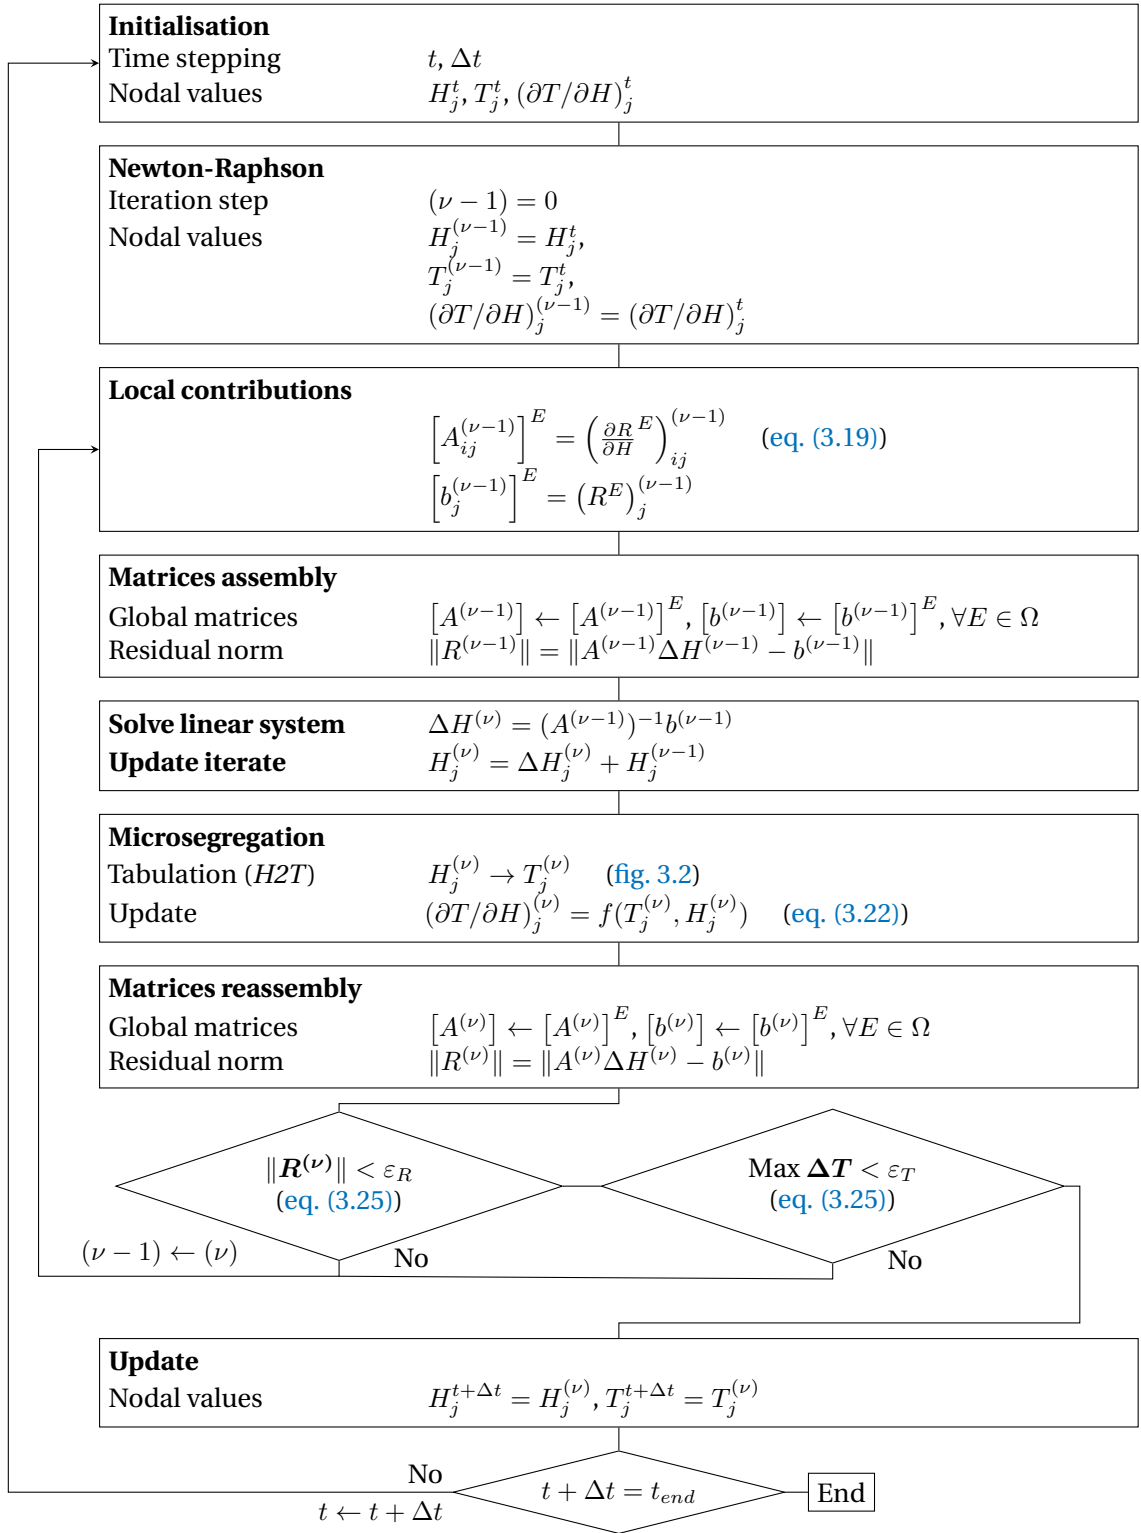 Initialisation
Time stepping t, Δt
Nodal values H_j^t, T_j^t, (∂T/∂H)_j^t
Newton-Raphson
Iteration step (ν − 1) = 0
Nodal values H_j^{(ν−1)} = H_j^t,
T_j^{(ν−1)} = T_j^t,
(∂T/∂H)_j^{(ν−1)} = (∂T/∂H)_j^t
Local contributions
[A_{ij}^{(ν−1)}]^E = (∂R/∂H^E)_{ij}^{(ν−1)} (eq. (3.19))
[b_j^{(ν−1)}]^E = (R^E)_j^{(ν−1)}
Matrices assembly
Global matrices [A^{(ν−1)}] ← [A^{(ν−1)}]^E, [b^{(ν−1)}] ← [b^{(ν−1)}]^E, ∀E ∈ Ω
Residual norm ‖R^{(ν−1)}‖ = ‖A^{(ν−1)}ΔH^{(ν−1)} − b^{(ν−1)}‖
Solve linear system ΔH^{(ν)} = (A^{(ν−1)})^{−1}b^{(ν−1)}
Update iterate H_j^{(ν)} = ΔH_j^{(ν)} + H_j^{(ν−1)}
Microsegregation
Tabulation (H2T) H_j^{(ν)} → T_j^{(ν)} (fig. 3.2)
Update (∂T/∂H)_j^{(ν)} = f(T_j^{(ν)}, H_j^{(ν)}) (eq. (3.22))
Matrices reassembly
Global matrices [A^{(ν)}] ← [A^{(ν)}]^E, [b^{(ν)}] ← [b^{(ν)}]^E, ∀E ∈ Ω
Residual norm ‖R^{(ν)}‖ = ‖A^{(ν)}ΔH^{(ν)} − b^{(ν)}‖
‖R^{(ν)}‖ < ε_R
(eq. (3.25))
Max ΔT < ε_T
(eq. (3.25))
(ν − 1) ← (ν)
No
No
Update
Nodal values H_j^{t+Δt} = H_j^{(ν)}, T_j^{t+Δt} = T_j^{(ν)}
No
t ← t + Δt
t + Δt = t_{end}
End